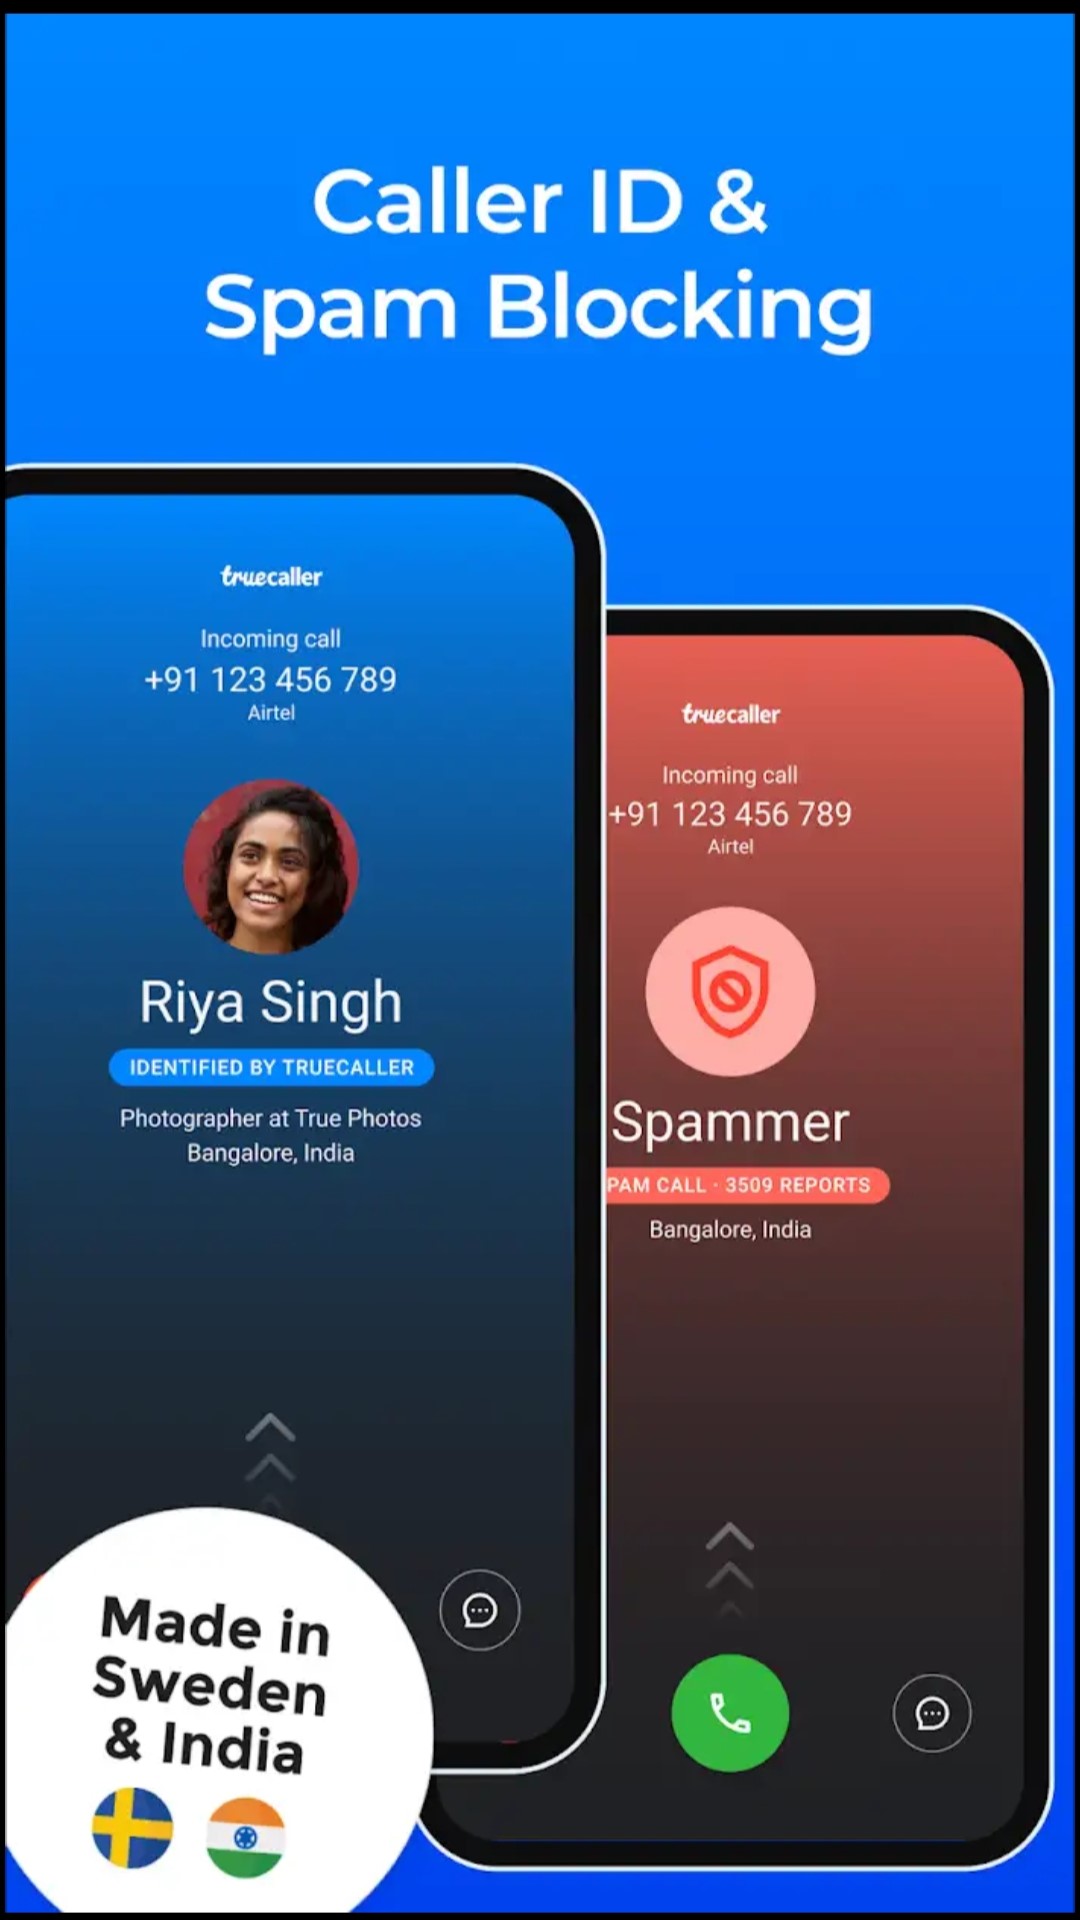 Caller ID &
Spam Blocking
truecaller
Incoming call
+91 123 456 789
Airtel
Riya Singh
IDENTIFIED BY TRUECALLER
Photographer at True Photos
Bangalore, India
truecaller
Incoming call
+91 123 456 789
Airtel
Spammer
PAM CALL · 3509 REPORTS
Bangalore, India
Made in
Sweden
& India